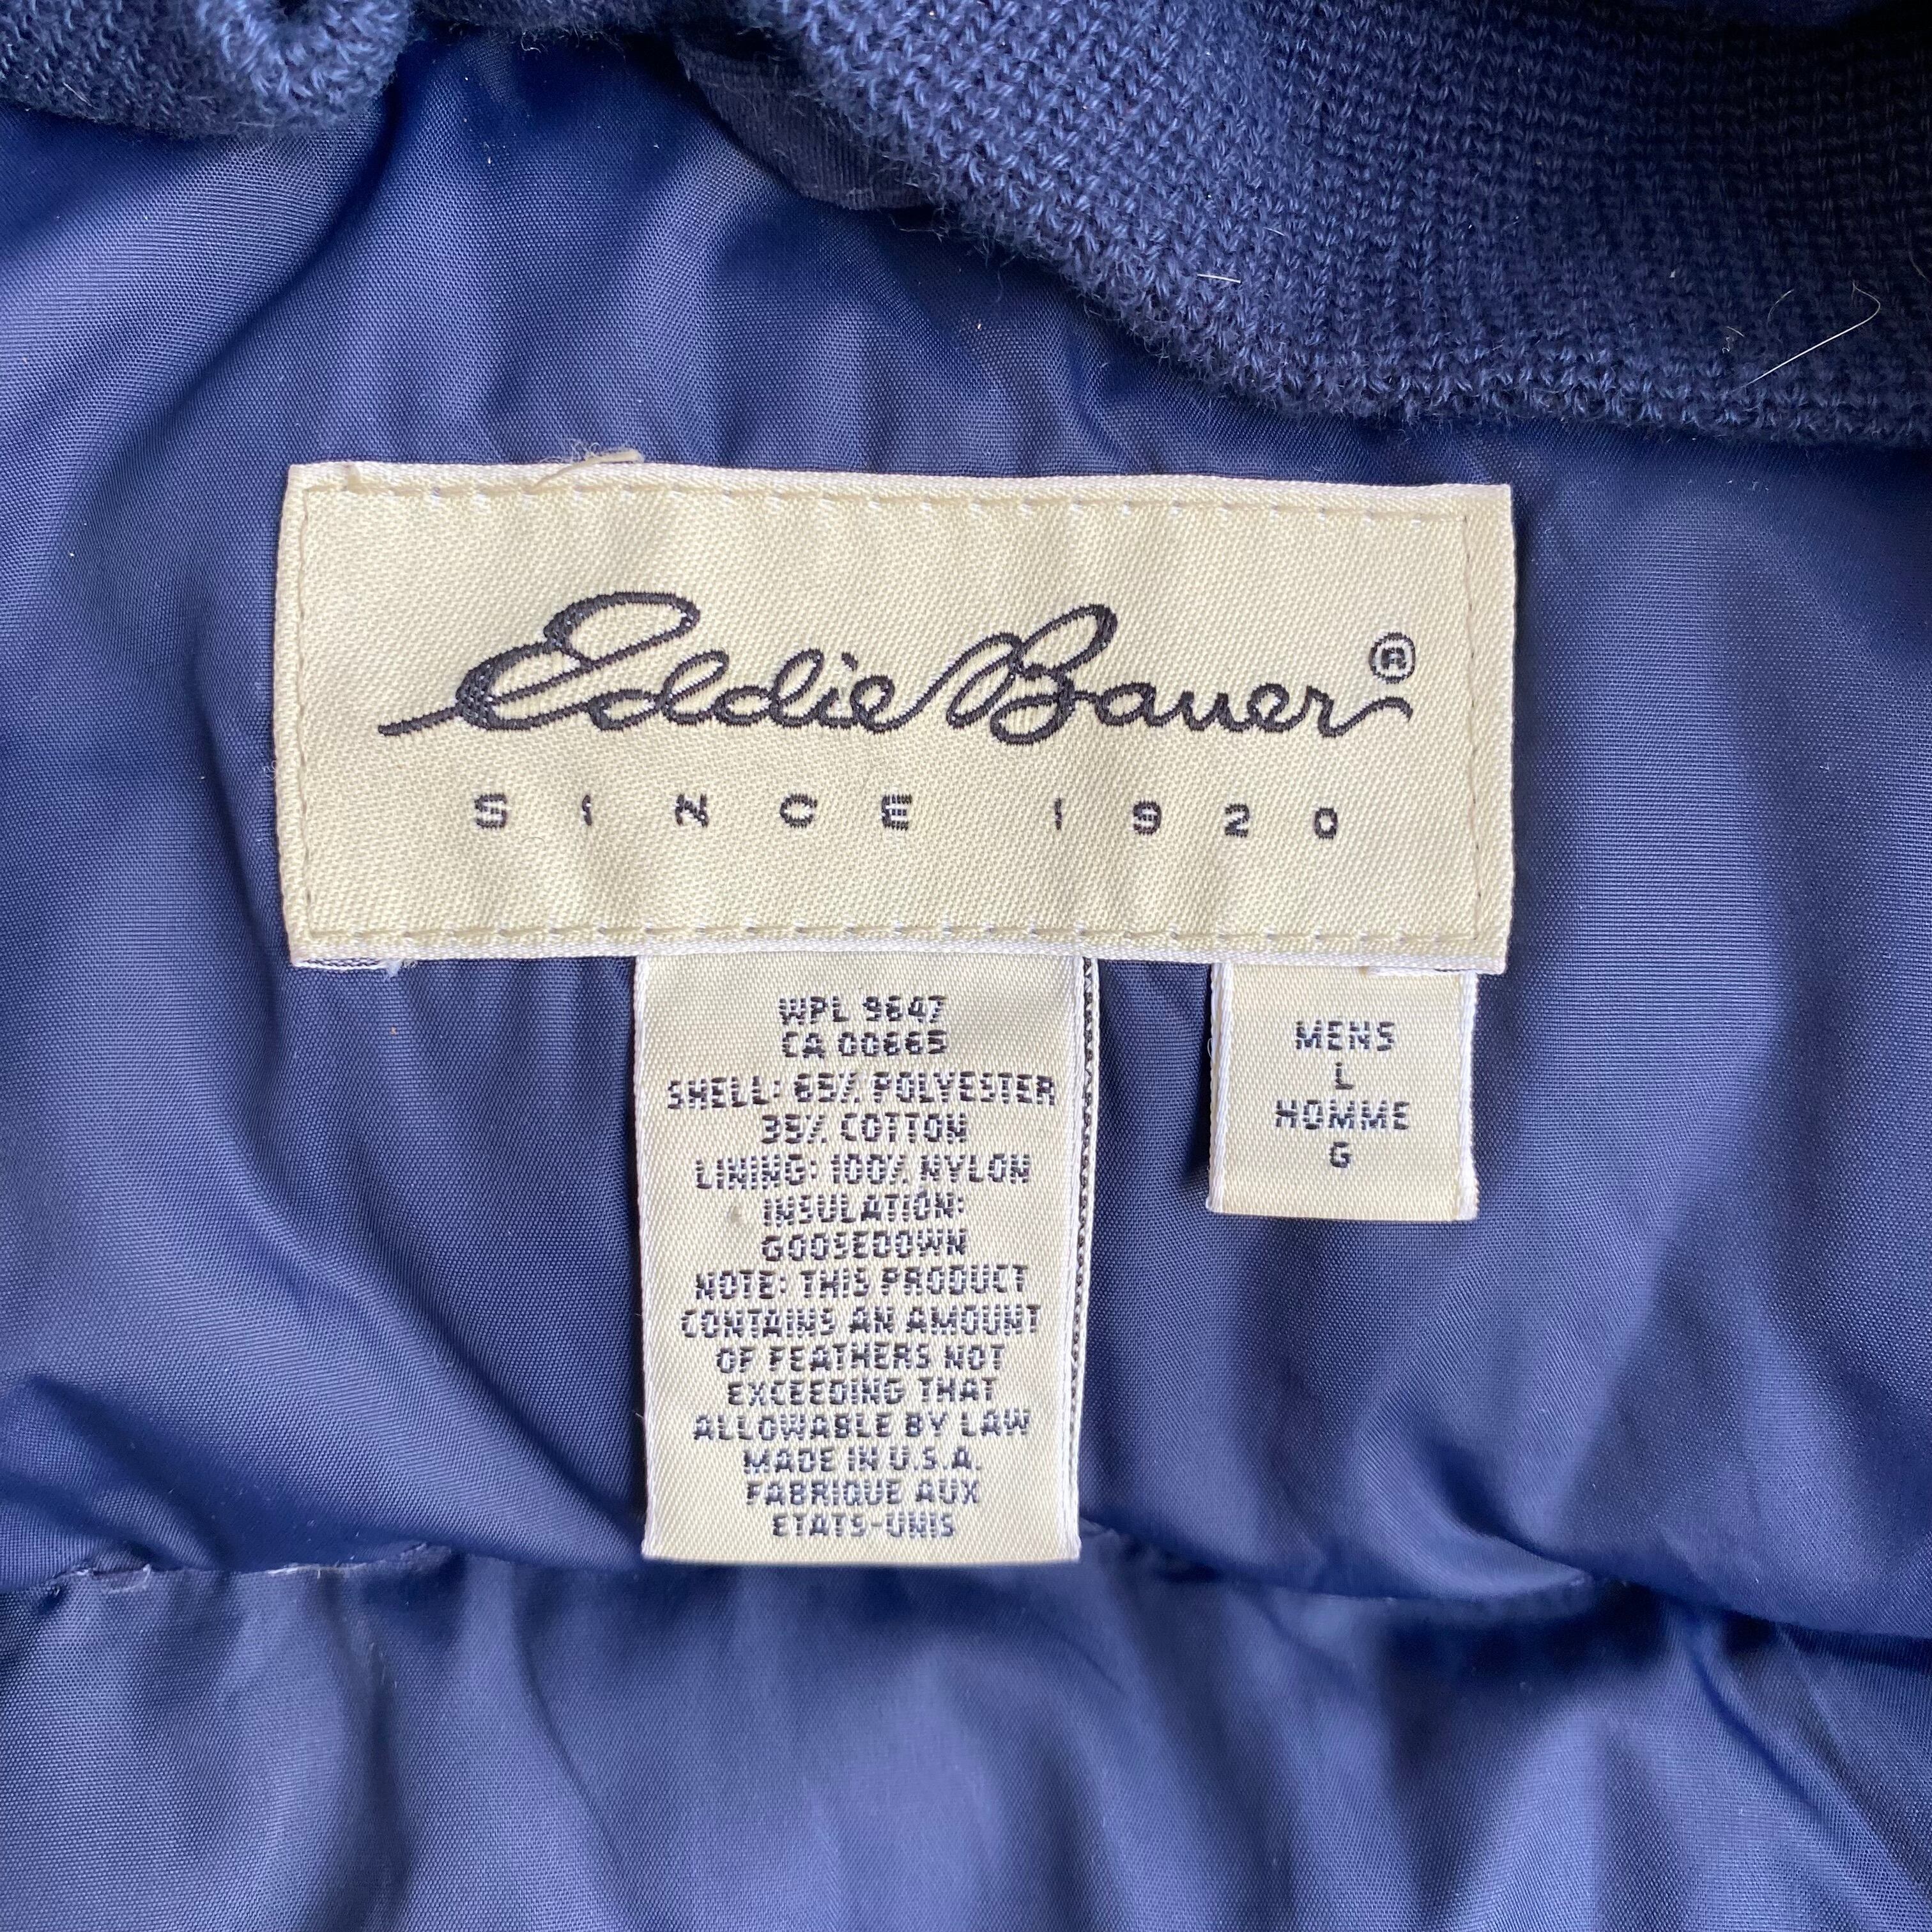 Eddie Bauer®
SINCE 1920
WPL 9647
CA 00665
SHELL: 65% POLYESTER
35% COTTON
LINING: 100% NYLON
INSULATION:
GOOSEDOWN
NOTE: THIS PRODUCT
CONTAINS AN AMOUNT
OF FEATHERS NOT
EXCEEDING THAT
ALLOWABLE BY LAW
MADE IN U.S.A.
FABRIQUE AUX
ETATS-UNIS
MENS
L
HOMME
G